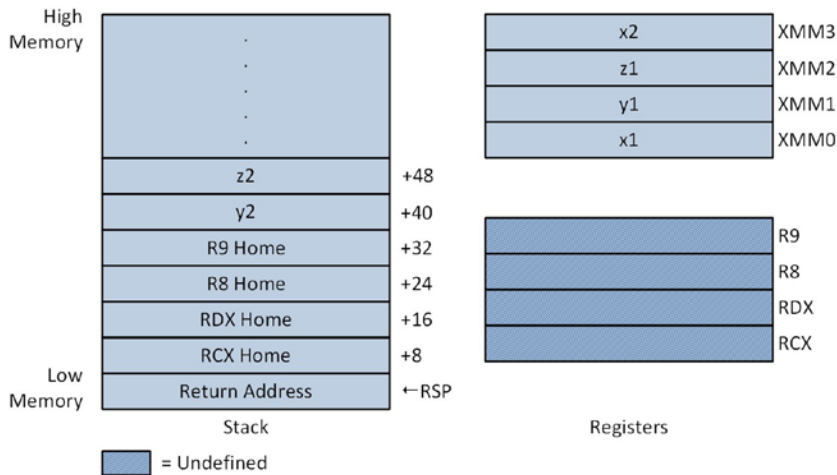 High
Memory
.
.
.
.
z2 +48
y2 +40
R9 Home +32
R8 Home +24
RDX Home +16
RCX Home +8
Low
Memory
Return Address ←RSP
Stack
x2 XMM3
z1 XMM2
y1 XMM1
x1 XMM0
R9
R8
RDX
RCX
Registers
= Undefined